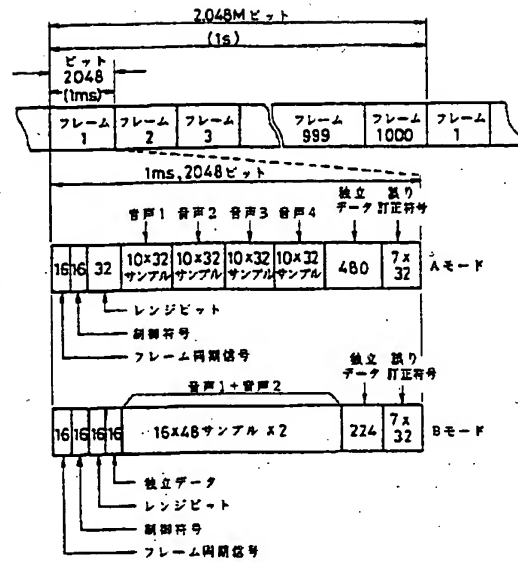 2.048Mビット
(1s)
ビット
2048
(1ms)
フレーム
1
フレーム
2
フレーム
3
フレーム
999
フレーム
1000
フレーム
1
1ms, 2048ビット
音声1 音声2 音声3 音声4
独立
データ
誤り
訂正符号
16 16 32
10×32
サンプル
10×32
サンプル
10×32
サンプル
10×32
サンプル
480
7×
32
Aモード
レンジビット
制御符号
フレーム同期信号
音声1+音声2
独立
データ
誤り
訂正符号
16 16 16 16 16×48サンプル ×2 224
7×
32
Bモード
独立データ
レンジビット
制御符号
フレーム同期信号